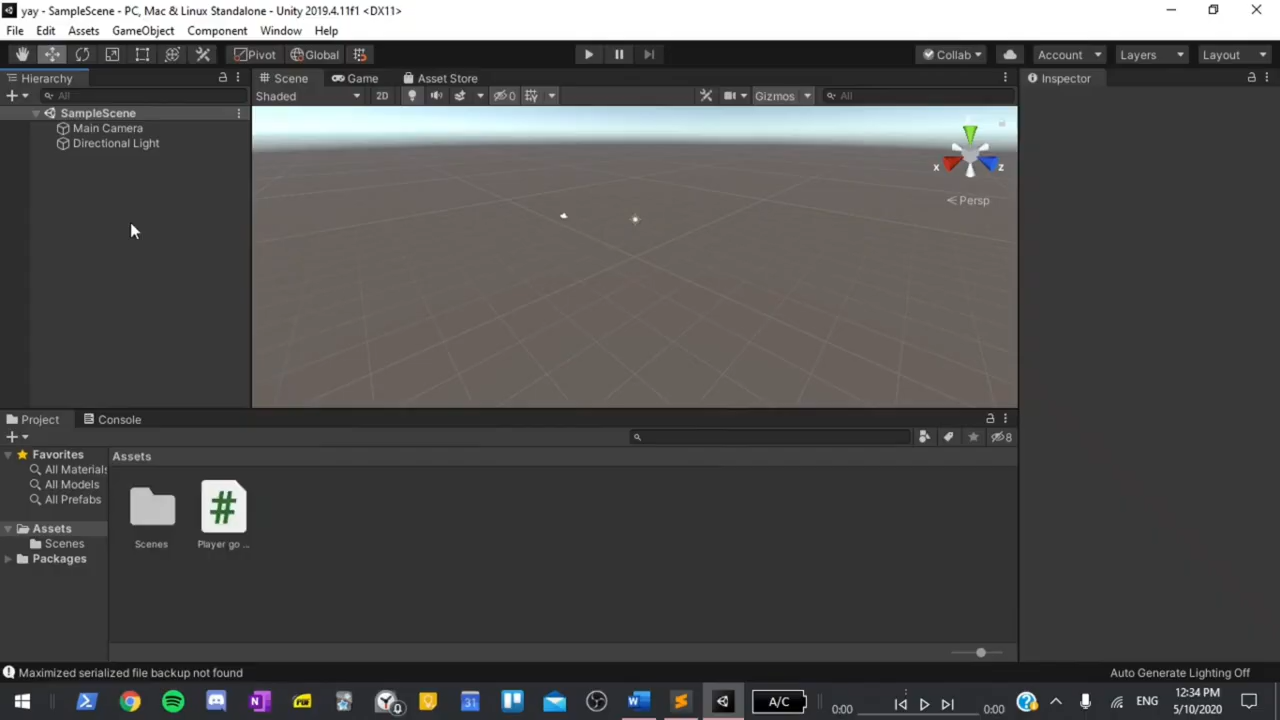 yay - SampleScene - PC, Mac & Linux Standalone - Unity 2019.4.11f1 <DX11>
File Edit Assets GameObject Component Window Help
Pivot Global Collab Account Layers Layout
Hierarchy Scene Game Asset Store Inspector
All Shaded 2D 0 Gizmos All
SampleScene
Main Camera
Directional Light
x z
Persp
Project Console
8
Favorites Assets
All Materials
All Models
All Prefabs
Assets
Scenes
Packages
#
Scenes Player go ...
Maximized serialized file backup not found Auto Generate Lighting Off
0 31 A/C 0:00 0:00 ENG 12:34 PM
5/10/2020